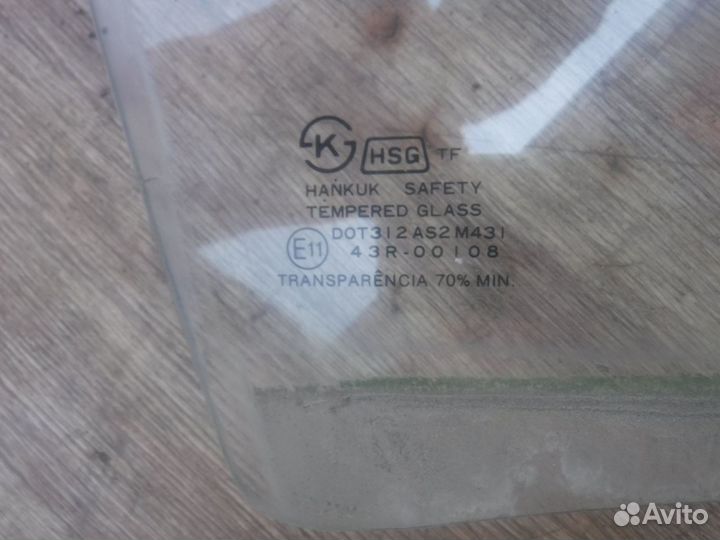 K HSG TF
HANKUK SAFETY
TEMPERED GLASS
DOT312 AS2 M431
E11 43R-00108
TRANSPARÊNCIA 70% MIN.
Avito